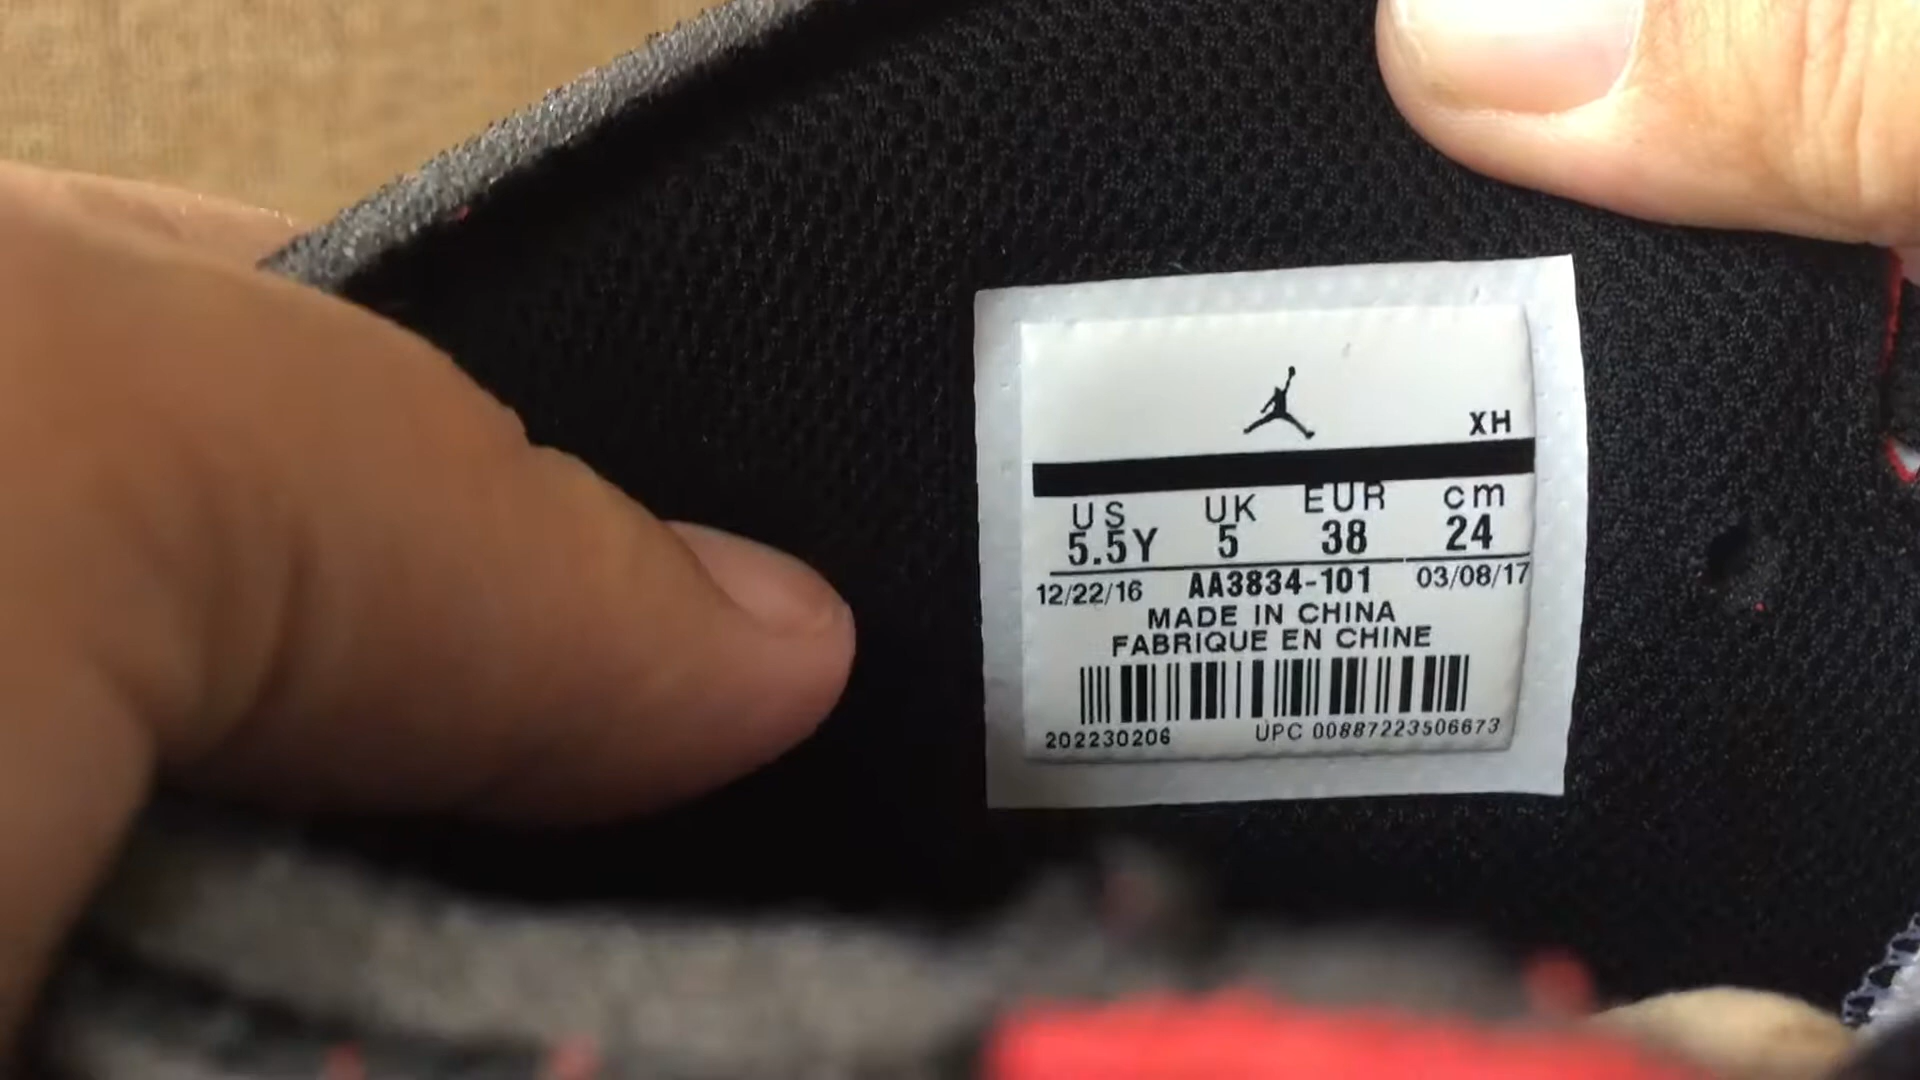 XH
US UK EUR cm
5.5Y 5 38 24
12/22/16 AA3834-101 03/08/17
MADE IN CHINA
FABRIQUE EN CHINE
202230206 UPC 00887223506673